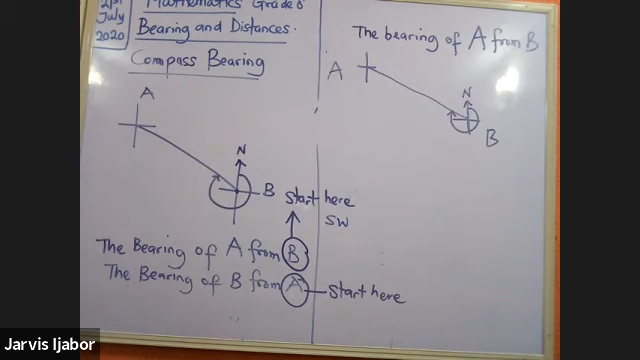 21st
July
2020
Mathematics Grade 8
Bearing and Distances.
Compass Bearing
A
N
B
Start here
SW
The Bearing of A from B
The Bearing of B from A
Start here
The bearing of A from B
A
N
B
Jarvis Ijabor